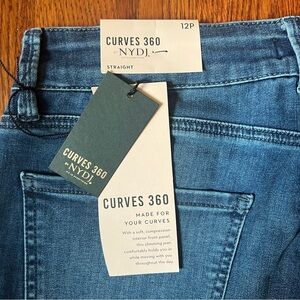 12P
CURVES 360
NYDJ
STRAIGHT
CURVES 360
NYDJ
CURVES 360
MADE FOR
YOUR CURVES
With a soft, compression
interior front panel,
this slimming jean
comfortably holds you in
while moving with you
throughout the day.